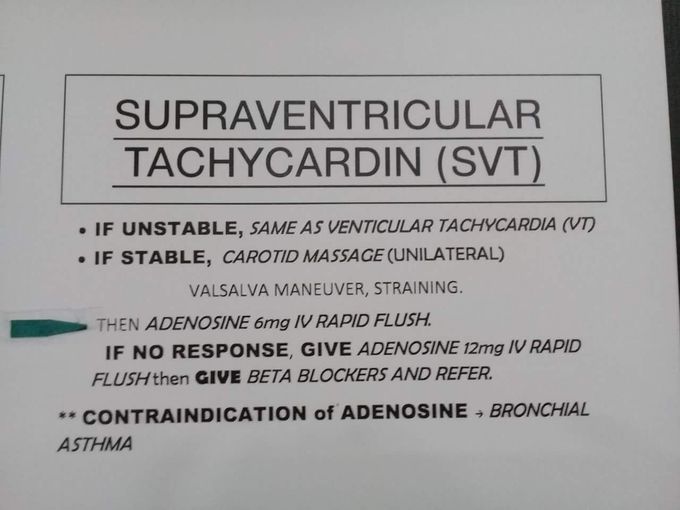 SUPRAVENTRICULAR
TACHYCARDIN (SVT)
• IF UNSTABLE, SAME AS VENTICULAR TACHYCARDIA (VT)
• IF STABLE, CAROTID MASSAGE (UNILATERAL)
VALSALVA MANEUVER, STRAINING.
THEN ADENOSINE 6mg IV RAPID FLUSH.
IF NO RESPONSE, GIVE ADENOSINE 12mg IV RAPID
FLUSH then GIVE BETA BLOCKERS AND REFER.
** CONTRAINDICATION of ADENOSINE → BRONCHIAL
ASTHMA